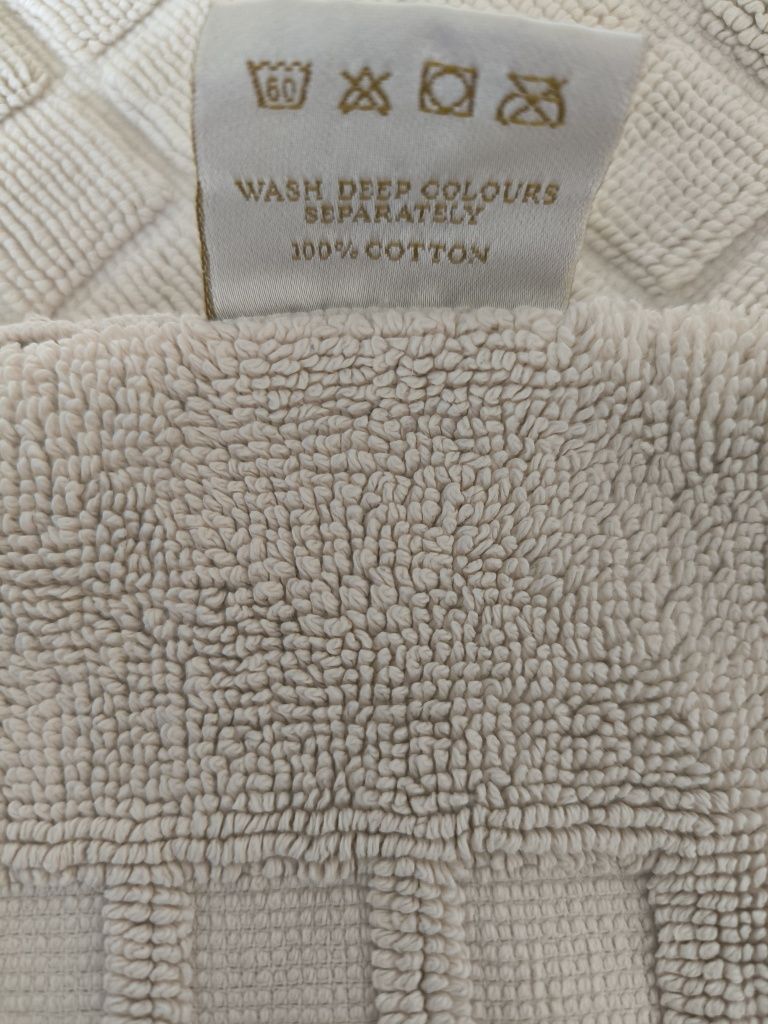 60
WASH DEEP COLOURS
SEPARATELY
100% COTTON